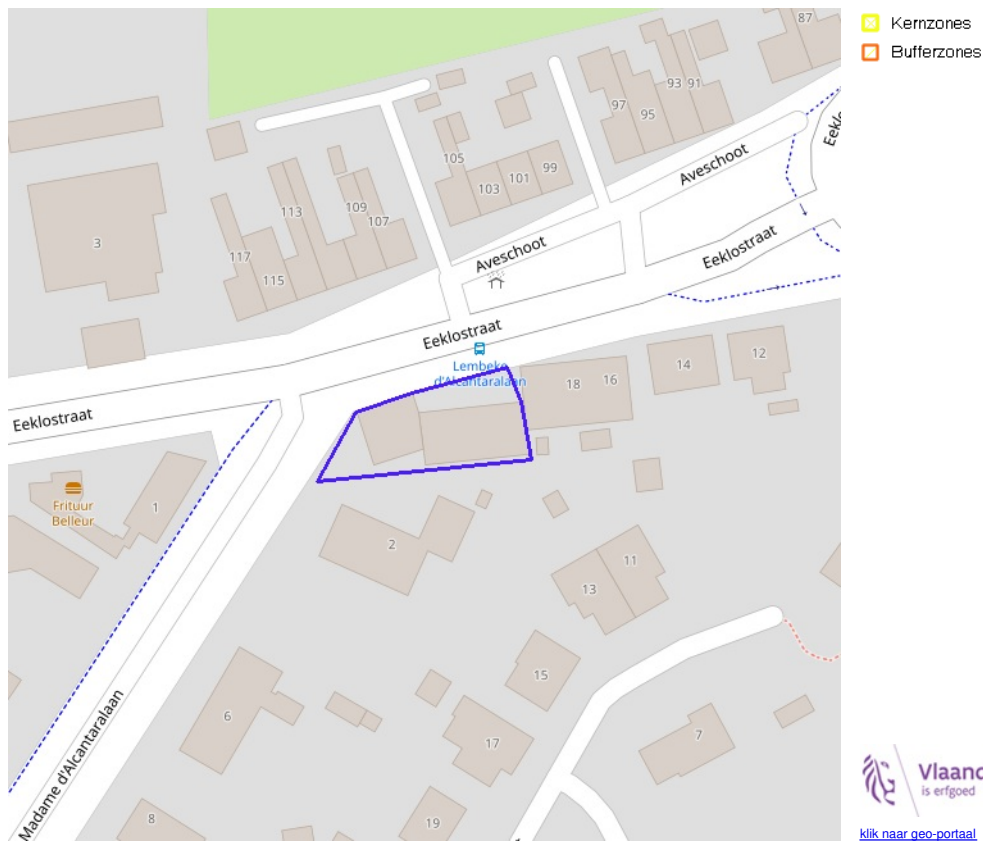 87
Kernzones
Bufferzones
93
91
97
95
105
99
101
103
Aveschoot
113
109
107
117
115
3
Aveschoot
Eeklostraat
Eeklostraat
Lembeke
d'Alcantaralaan
18
16
14
12
Eeklostraat
Frituur
Belleur
1
2
11
13
15
6
17
7
Madame d'Alcantaralaan
8
19
is erfgoed
klik naar geo-portaal